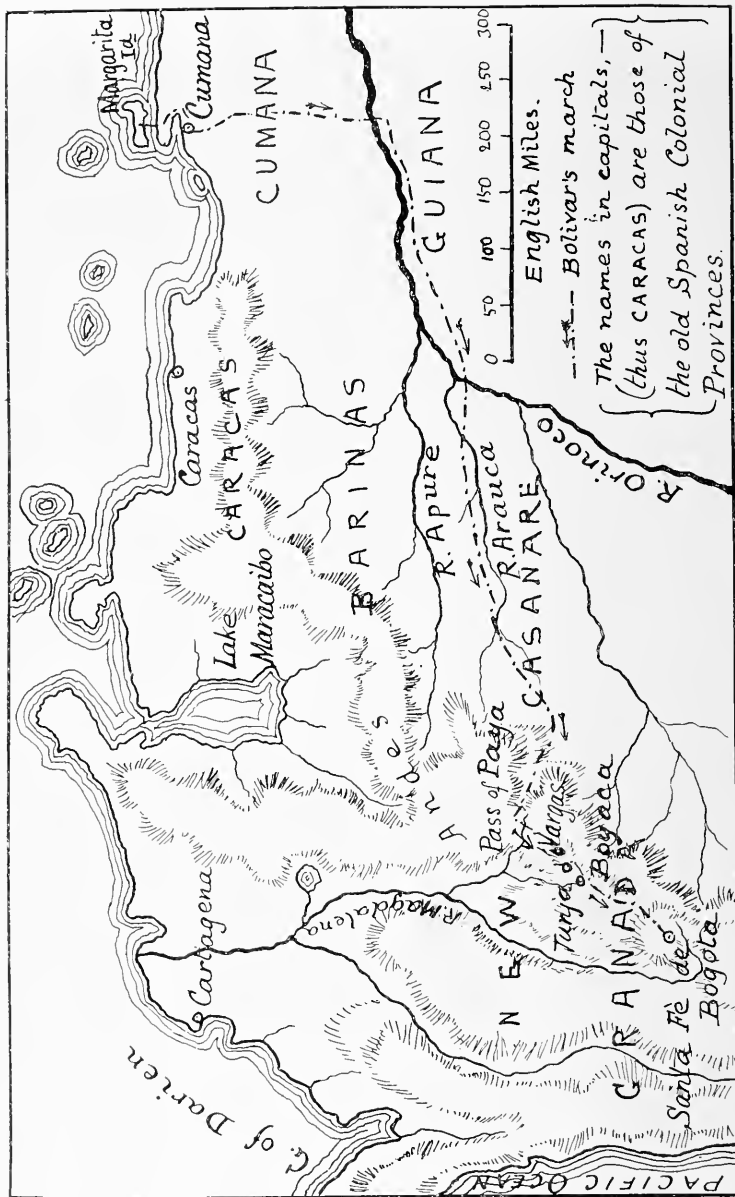 Margarita
Id
Cumana
CUMANA
Caracas
CARACAS
Lake
Maracaibo
BARINAS
GUIANA
R. Apure
R. Arauca
CASANARE
R. Orinoco
Andes
Pass of Paya
Vargas
Tunja
Boyaca
Cartagena
G. of Darien
R. Magdalena
NEW
GRANADA
Santa Fè de
Bogota
PACIFIC OCEAN
0 50 100 150 200 250 300
English Miles.
Bolivar's march
The names in capitals,—
(thus CARACAS) are those of
the old Spanish Colonial
Provinces.